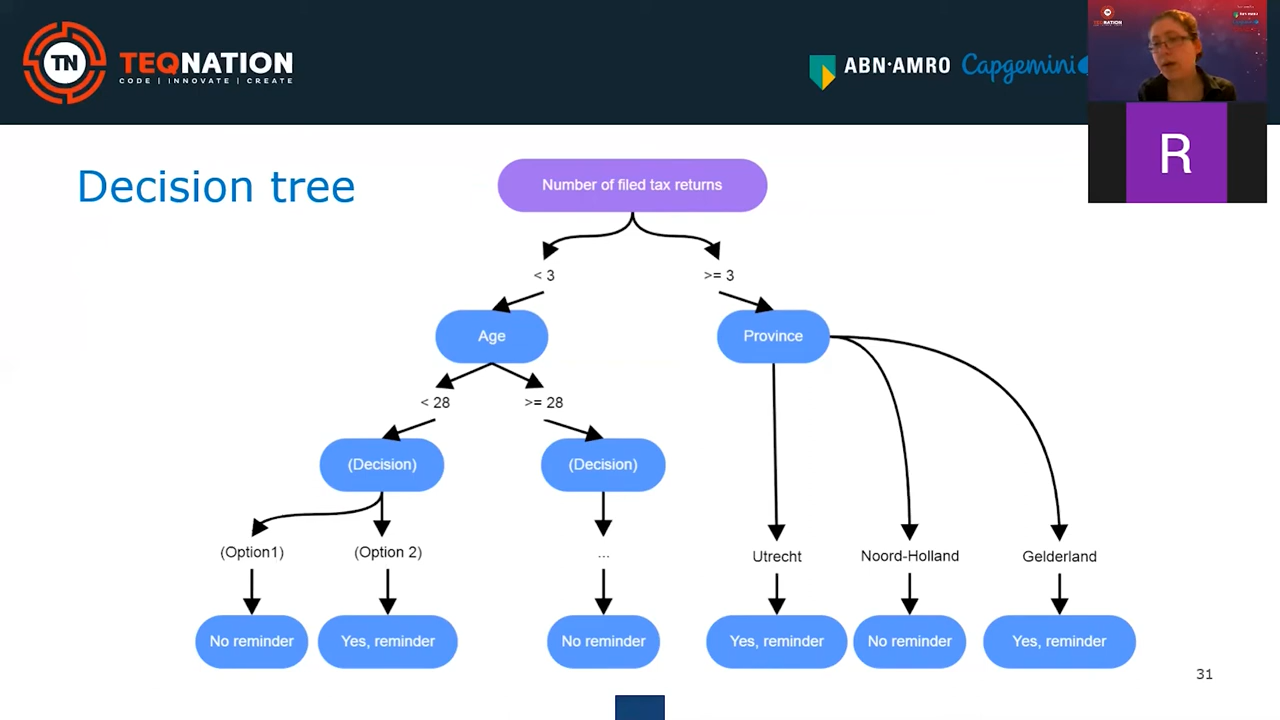 TN
TEQNATION
CODE | INNOVATE | CREATE
ABN·AMRO
Capgemini
R
Decision tree
Number of filed tax returns
< 3
>= 3
Age
Province
< 28
>= 28
(Decision)
(Decision)
(Option1)
(Option 2)
...
Utrecht
Noord-Holland
Gelderland
No reminder
Yes, reminder
No reminder
Yes, reminder
No reminder
Yes, reminder
31